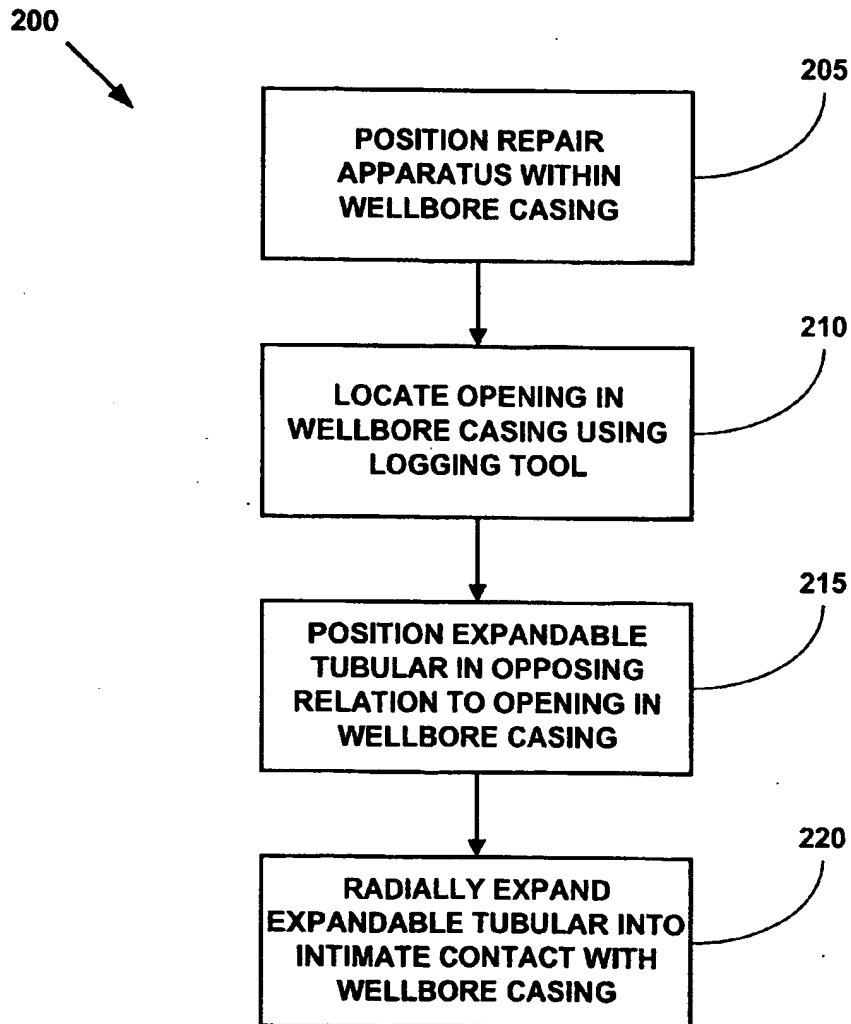 200
205
POSITION REPAIR
APPARATUS WITHIN
WELLBORE CASING
210
LOCATE OPENING IN
WELLBORE CASING USING
LOGGING TOOL
215
POSITION EXPANDABLE
TUBULAR IN OPPOSING
RELATION TO OPENING IN
WELLBORE CASING
220
RADIALLY EXPAND
EXPANDABLE TUBULAR INTO
INTIMATE CONTACT WITH
WELLBORE CASING